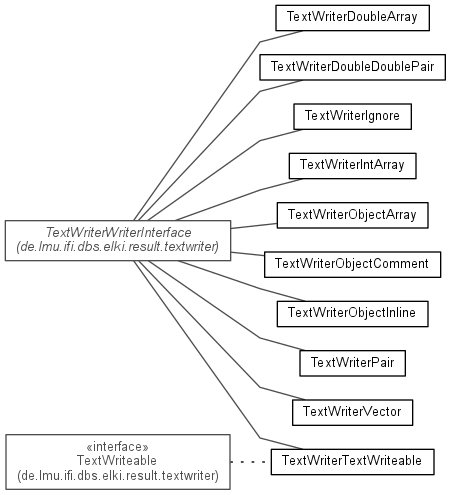 TextWriterDoubleArray
TextWriterDoubleDoublePair
TextWriterIgnore
TextWriterIntArray
TextWriterObjectArray
TextWriterWriterInterface
(de.lmu.ifi.dbs.elki.result.textwriter)
TextWriterObjectComment
TextWriterObjectInline
TextWriterPair
TextWriterVector
«interface»
TextWriteable
(de.lmu.ifi.dbs.elki.result.textwriter)
TextWriterTextWriteable